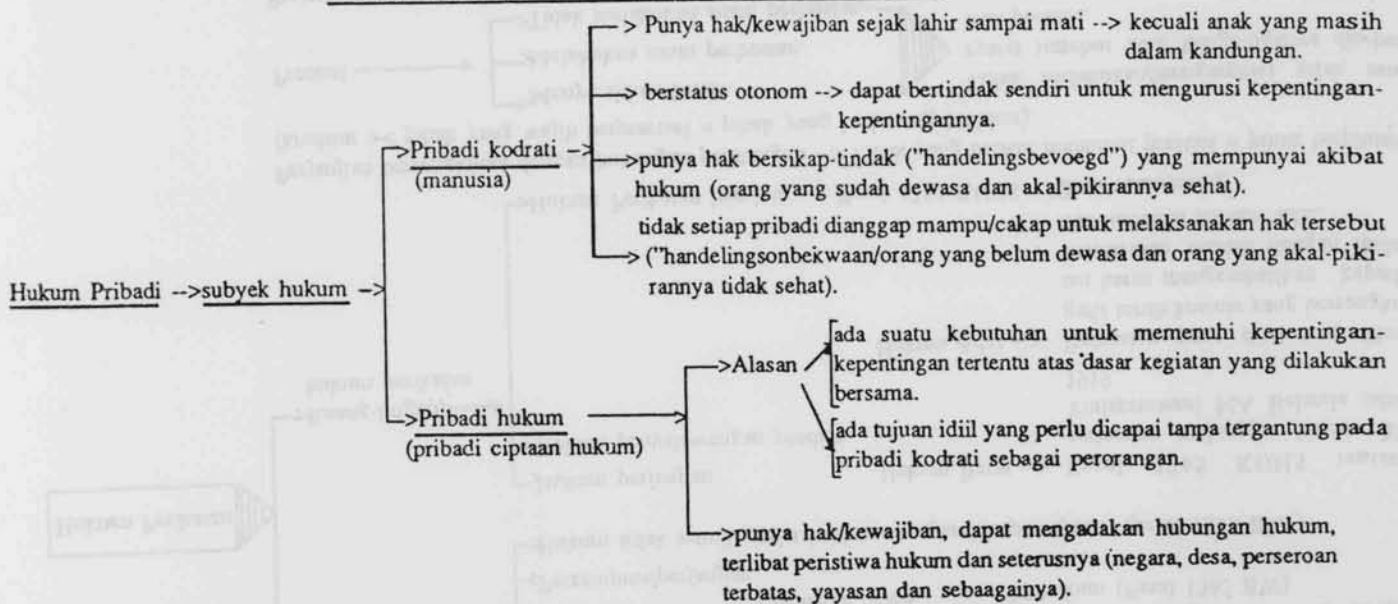 > Punya hak/kewajiban sejak lahir sampai mati --> kecuali anak yang masih
dalam kandungan.
> berstatus otonom --> dapat bertindak sendiri untuk mengurusi kepentingan-
kepentingannya.
>Pribadi kodrati ->
(manusia)
>punya hak bersikap-tindak ("handelingsbevoegd") yang mempunyai akibat
hukum (orang yang sudah dewasa dan akal-pikirannya sehat).
tidak setiap pribadi dianggap mampu/cakap untuk melaksanakan hak tersebut
> ("handelingsonbekwaan/orang yang belum dewasa dan orang yang akal-piki-
rannya tidak sehat).
Hukum Pribadi -->subyek hukum ->
>Pribadi hukum
(pribadi ciptaan hukum)
>Alasan
ada suatu kebutuhan untuk memenuhi kepentingan-
kepentingan tertentu atas dasar kegiatan yang dilakukan
bersama.
ada tujuan idiil yang perlu dicapai tanpa tergantung pada
pribadi kodrati sebagai perorangan.
>punya hak/kewajiban, dapat mengadakan hubungan hukum,
terlibat peristiwa hukum dan seterusnya (negara, desa, perseroan
terbatas, yayasan dan sebaagainya).